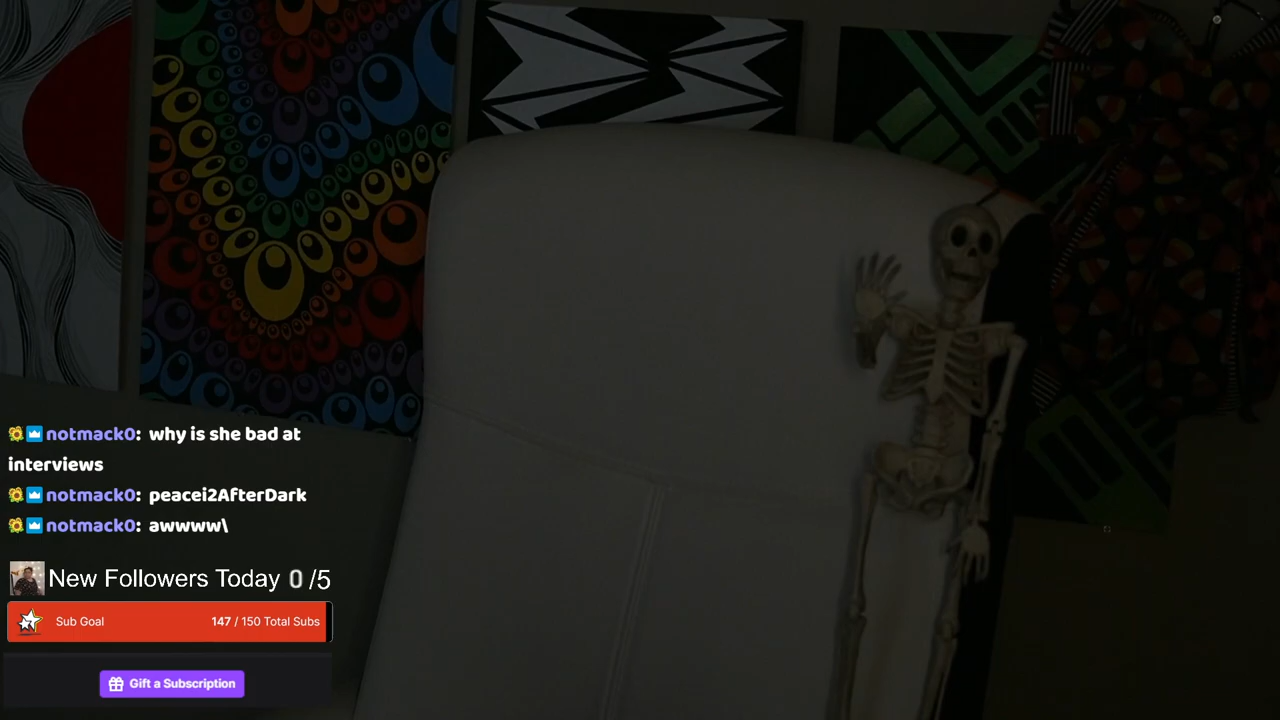 notmack0: why is she bad at
interviews
notmack0: peacei2AfterDark
notmack0: awwww\
New Followers Today 0 /5
Sub Goal 147 / 150 Total Subs
Gift a Subscription